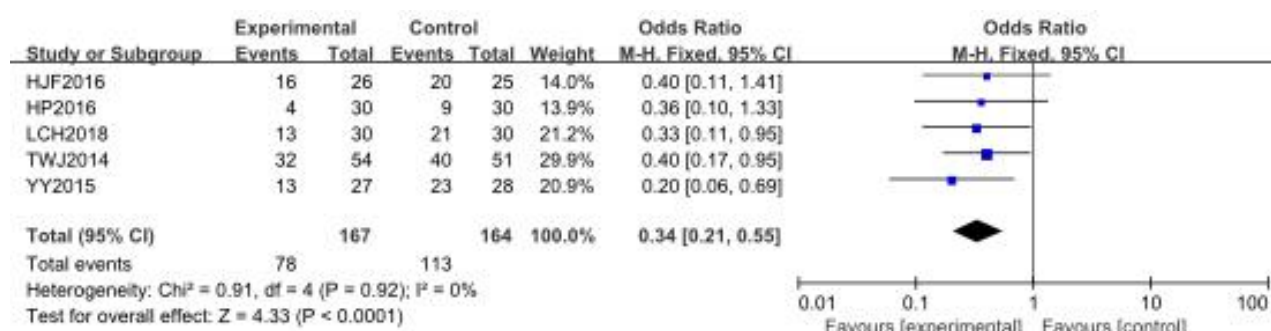 Experimental Control Odds Ratio Odds Ratio
Study or Subgroup Events Total Events Total Weight M-H, Fixed, 95% CI M-H, Fixed, 95% CI
HJF2016 16 26 20 25 14.0% 0.40 [0.11, 1.41]
HP2016 4 30 9 30 13.9% 0.36 [0.10, 1.33]
LCH2018 13 30 21 30 21.2% 0.33 [0.11, 0.95]
TWJ2014 32 54 40 51 29.9% 0.40 [0.17, 0.95]
YY2015 13 27 23 28 20.9% 0.20 [0.06, 0.69]
Total (95% CI) 167 164 100.0% 0.34 [0.21, 0.55]
Total events 78 113
Heterogeneity: Chi² = 0.91, df = 4 (P = 0.92); I² = 0%
Test for overall effect: Z = 4.33 (P < 0.0001)
0.01 0.1 1 10 100
Favours [experimental] Favours [control]